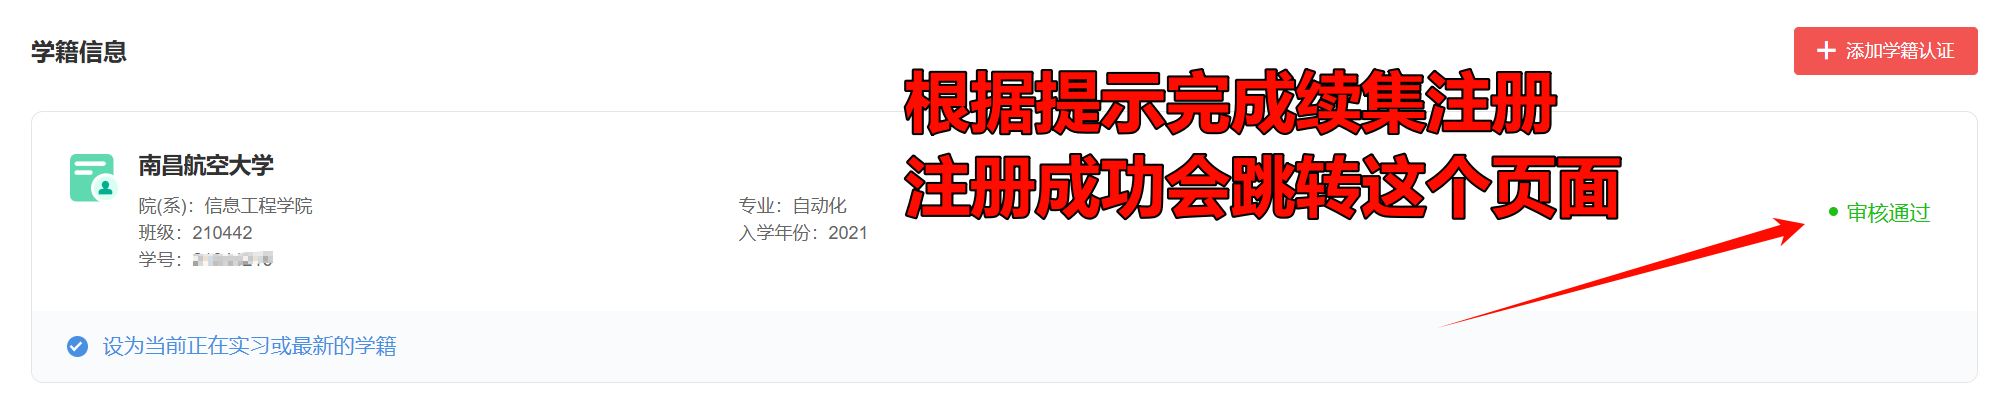 学籍信息
添加学籍认证
根据提示完成续集注册
注册成功会跳转这个页面
南昌航空大学
院(系)：信息工程学院
专业：自动化
班级：210442
入学年份：2021
学号：
审核通过
设为当前正在实习或最新的学籍